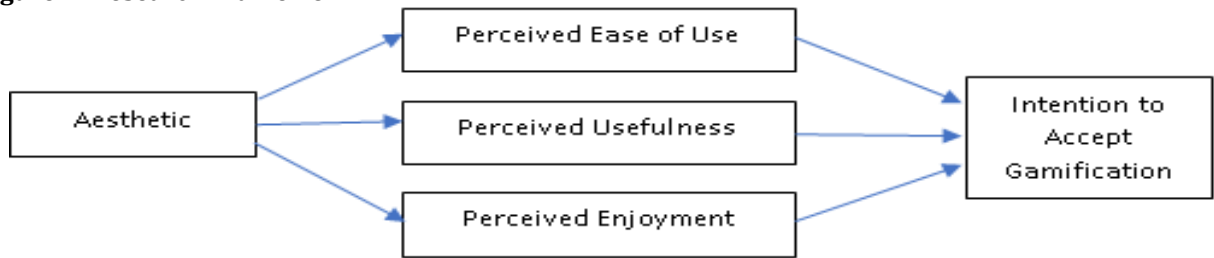 Perceived Ease of Use
Aesthetic
Perceived Usefulness
Perceived Enjoyment
Intention to
Accept
Gamification